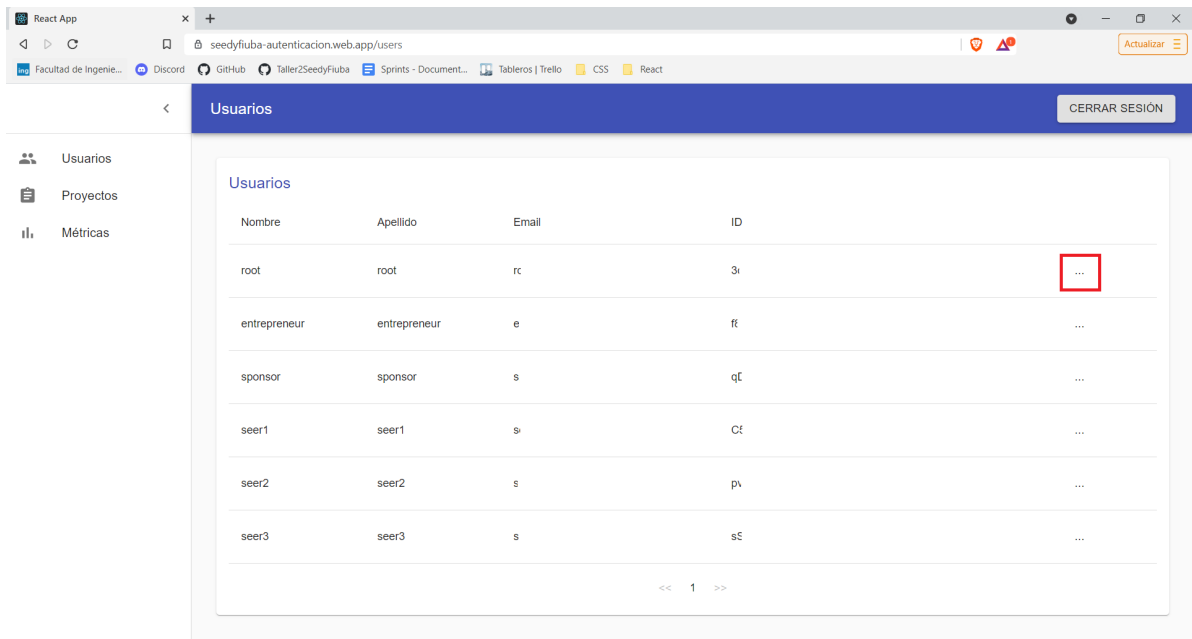 React App
seedyfiuba-autenticacion.web.app/users
Actualizar
ing Facultad de Ingenie... Discord GitHub Taller2SeedyFiuba Sprints - Document... Tableros | Trello CSS React
Usuarios CERRAR SESIÓN
Usuarios
Proyectos
Métricas
Usuarios
Nombre Apellido Email ID
root root ...
entrepreneur entrepreneur e ...
sponsor sponsor s ...
seer1 seer1 ...
seer2 seer2 s ...
seer3 seer3 s ...
<< 1 >>